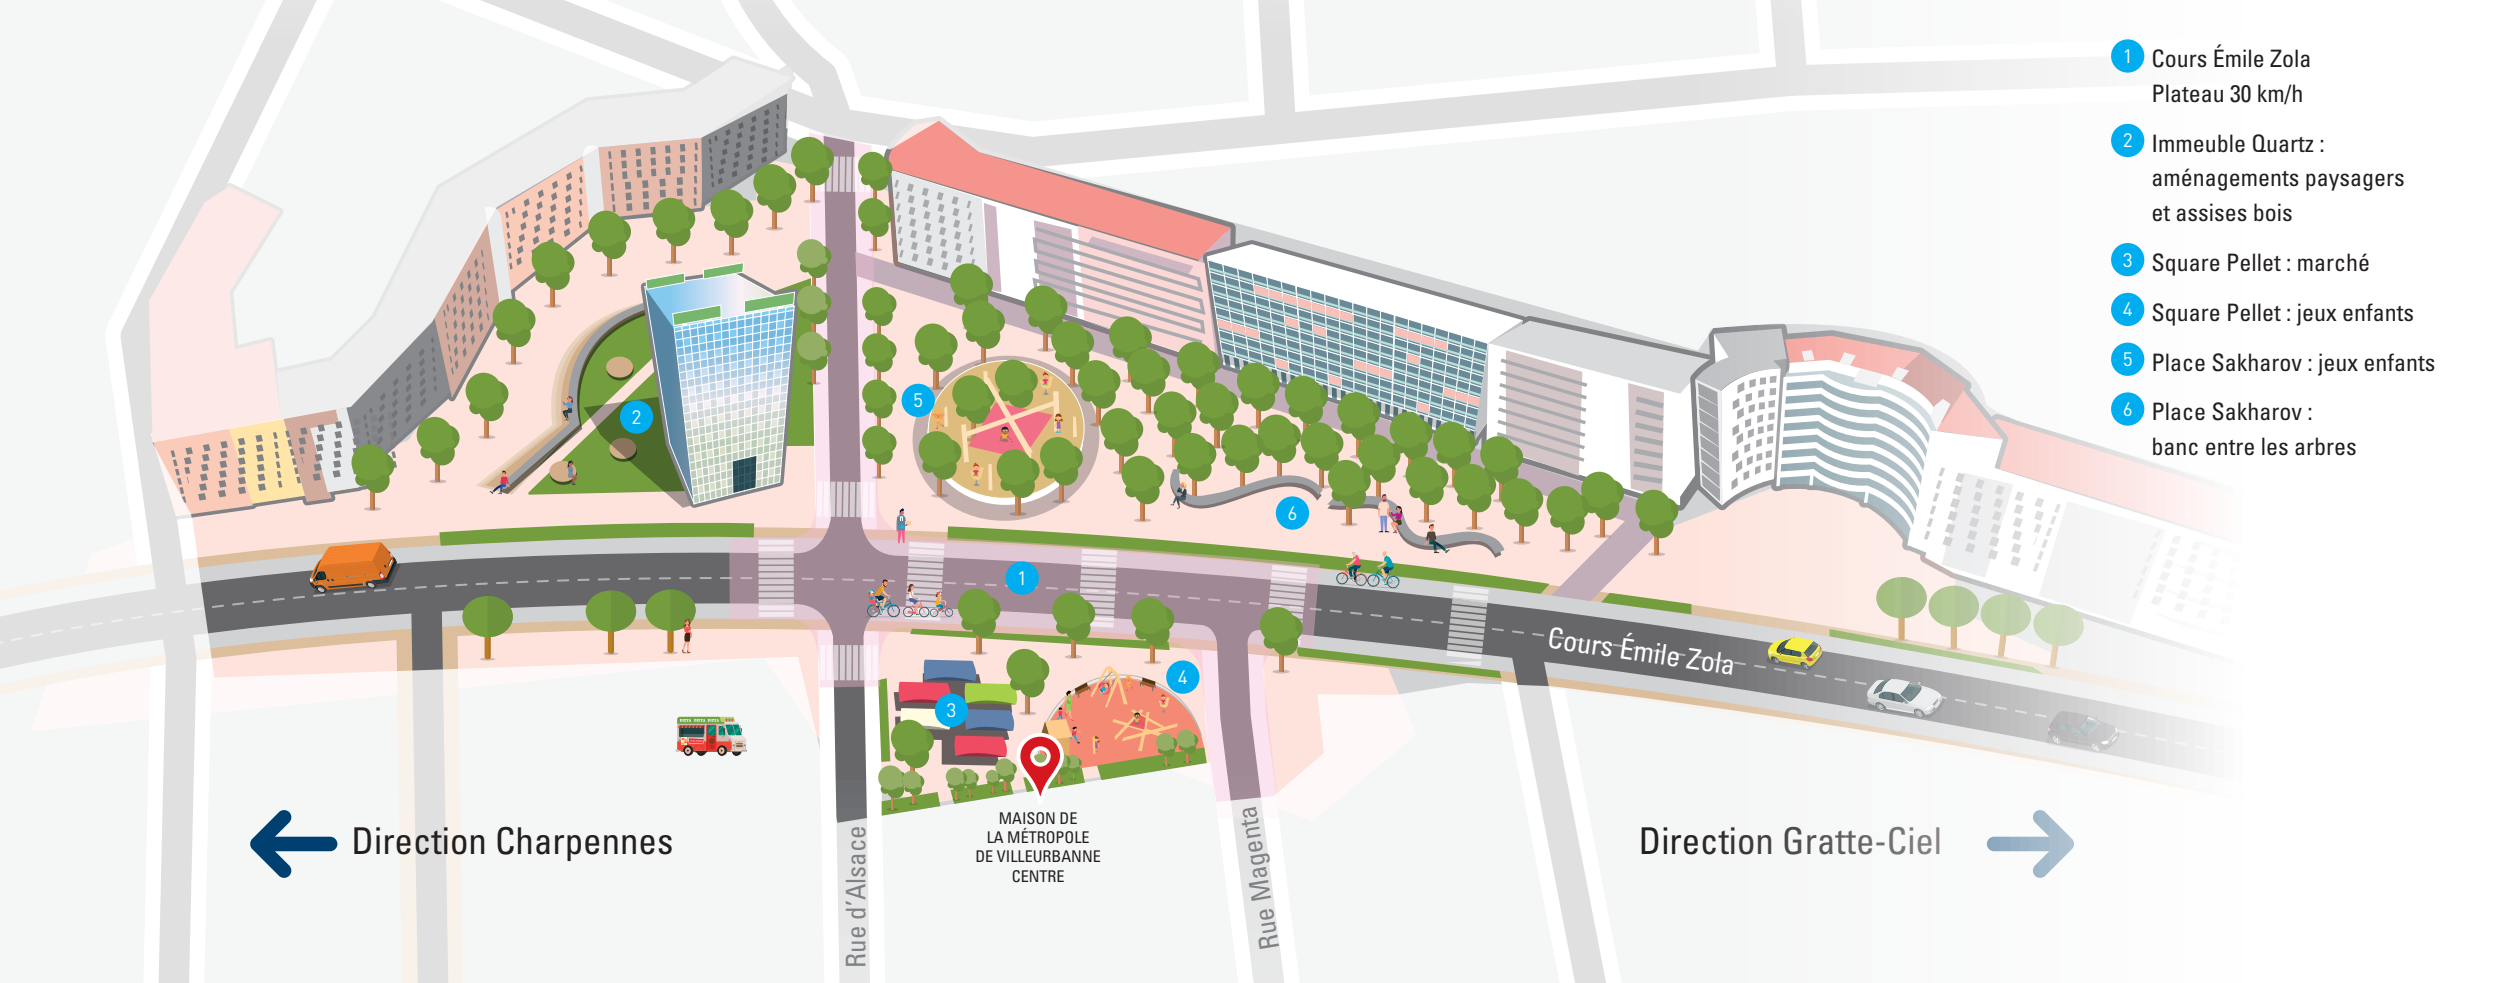 1 Cours Émile Zola
Plateau 30 km/h
2 Immeuble Quartz :
aménagements paysagers
et assises bois
3 Square Pellet : marché
4 Square Pellet : jeux enfants
5 Place Sakharov : jeux enfants
6 Place Sakharov :
banc entre les arbres
5
2
6
1
Cours Émile Zola
4
3
PIZZA PIZZA PIZZA
Direction Charpennes
MAISON DE
LA MÉTROPOLE
DE VILLEURBANNE
CENTRE
Rue d'Alsace
Rue Magenta
Direction Gratte-Ciel